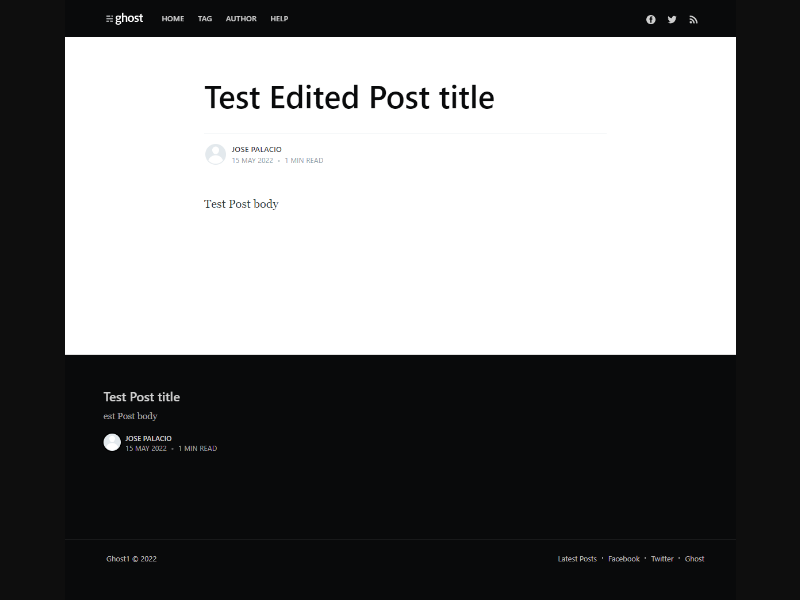 ghost HOME TAG AUTHOR HELP
Test Edited Post title
JOSE PALACIO
15 MAY 2022 • 1 MIN READ
Test Post body
Test Post title
est Post body
JOSE PALACIO
15 MAY 2022 • 1 MIN READ
Ghost1 © 2022 Latest Posts • Facebook • Twitter • Ghost